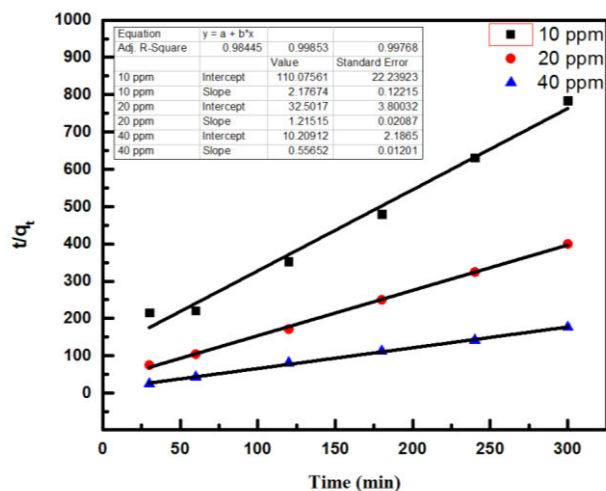 Equation y = a + b*x
Adj. R-Square 0.98445 0.99853 0.99768
Value Standard Error
10 ppm Intercept 110.07561 22.23923
10 ppm Slope 2.17674 0.12215
20 ppm Intercept 32.5017 3.80032
20 ppm Slope 1.21515 0.02087
40 ppm Intercept 10.20912 2.1865
40 ppm Slope 0.55652 0.01201
10 ppm
20 ppm
40 ppm
1000
900
800
700
600
500
400
300
200
100
0
t/qt
0 50 100 150 200 250 300
Time (min)